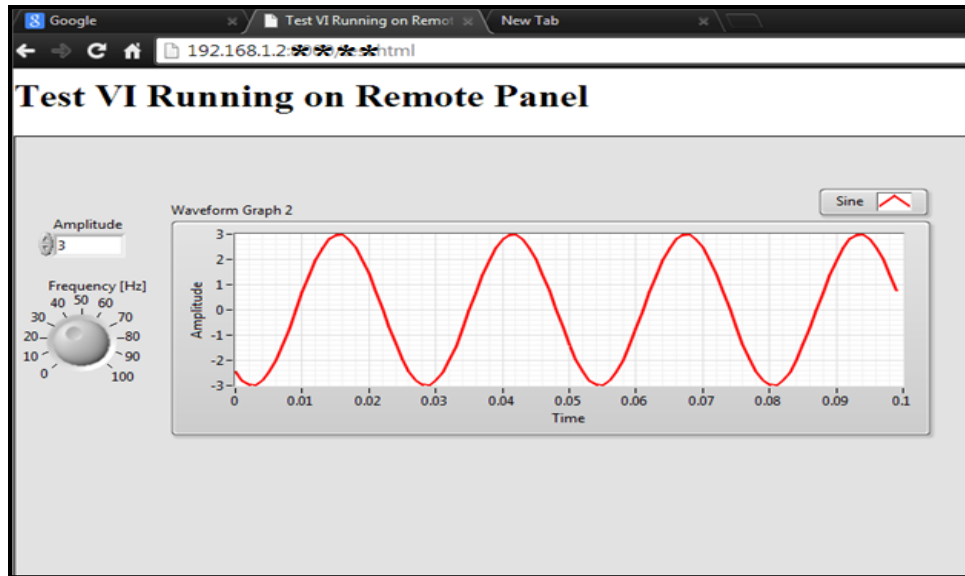 Google
Test VI Running on Remot
New Tab
192.168.1.2: html
Test VI Running on Remote Panel
Waveform Graph 2
Sine
Amplitude
3
Frequency [Hz]
0 10 20 30 40 50 60 70 80 90 100
Amplitude
3
2
1
0
-1
-2
-3
0 0.01 0.02 0.03 0.04 0.05 0.06 0.07 0.08 0.09 0.1
Time